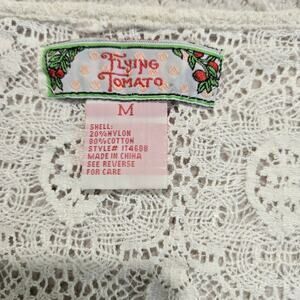 FLYING
TOMATO
M
SHELL:
20%NYLON
80%COTTON
STYLE# IT4688
MADE IN CHINA
SEE REVERSE
FOR CARE